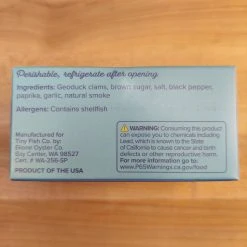 Perishable, refrigerate after opening
Ingredients: Geoduck clams, brown sugar, salt, black pepper,
paprika, garlic, natural smoke
Allergens: Contains shellfish
Manufactured for
Tiny Fish Co. by:
Ekone Oyster Co.
Bay Center, WA 98527
Cert. # WA-256-SP
PRODUCT OF THE USA
WARNING: Consuming this product
can expose you to chemicals including
Lead, which is known to the State
of California to cause cancer and birth
defects or other reproductive harm.
For more information go to:
www.P65Warnings.ca.gov/food